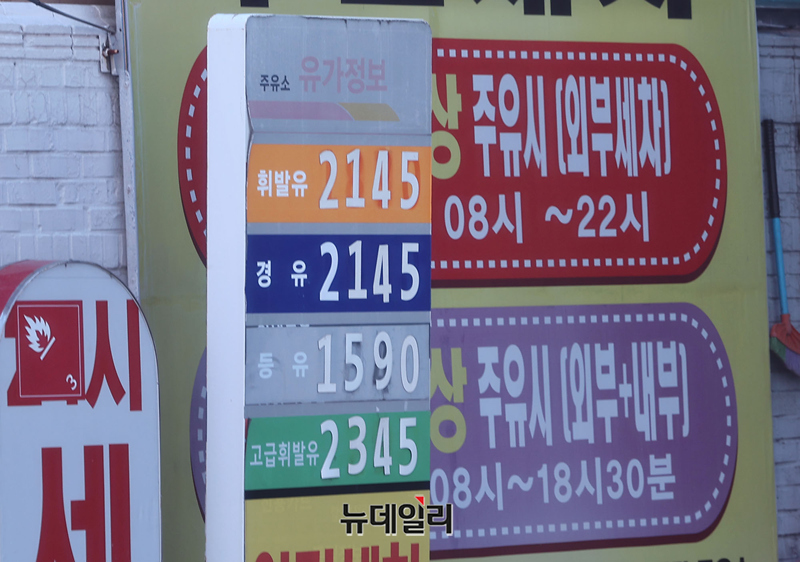 주유소 유가정보
휘발유 2145
경 유 2145
등 유 1590
고급휘발유 2345
상 주유시 (외부세차)
08시 ~22시
상 주유시 (외부+내부)
08시~18시30분
3
시
세
뉴데일리